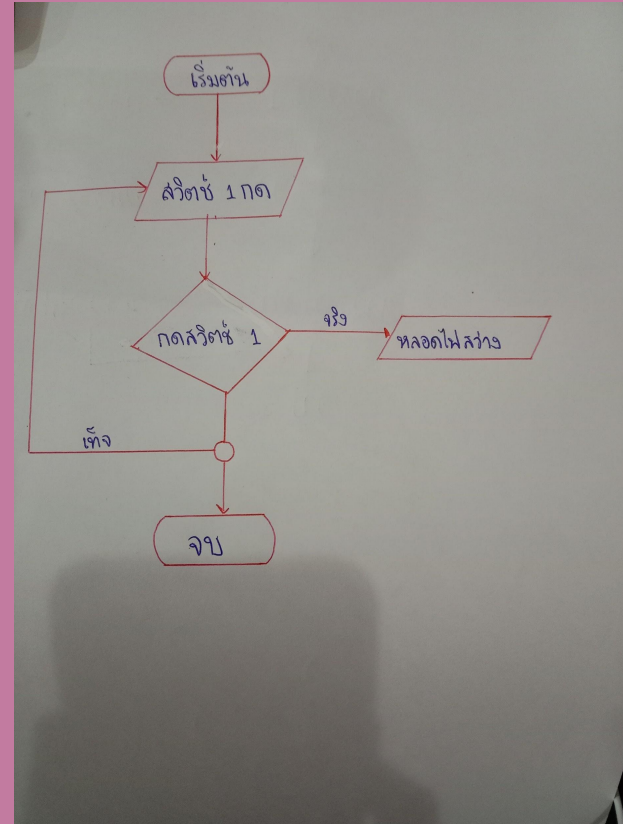 เริ่มต้น
สวิตช์ 1 กด
กดสวิตช์ 1
จริง
หลอดไฟสว่าง
เท็จ
จบ